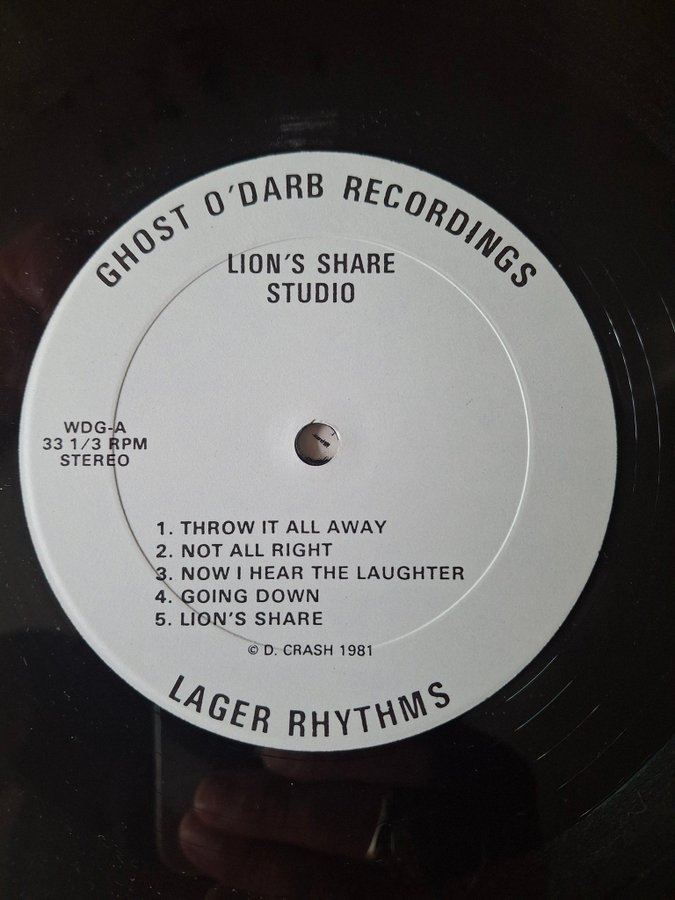 GHOST O'DARB RECORDINGS
LION'S SHARE
STUDIO
WDG-A
33 1/3 RPM
STEREO
1. THROW IT ALL AWAY
2. NOT ALL RIGHT
3. NOW I HEAR THE LAUGHTER
4. GOING DOWN
5. LION'S SHARE
© D. CRASH 1981
LAGER RHYTHMS